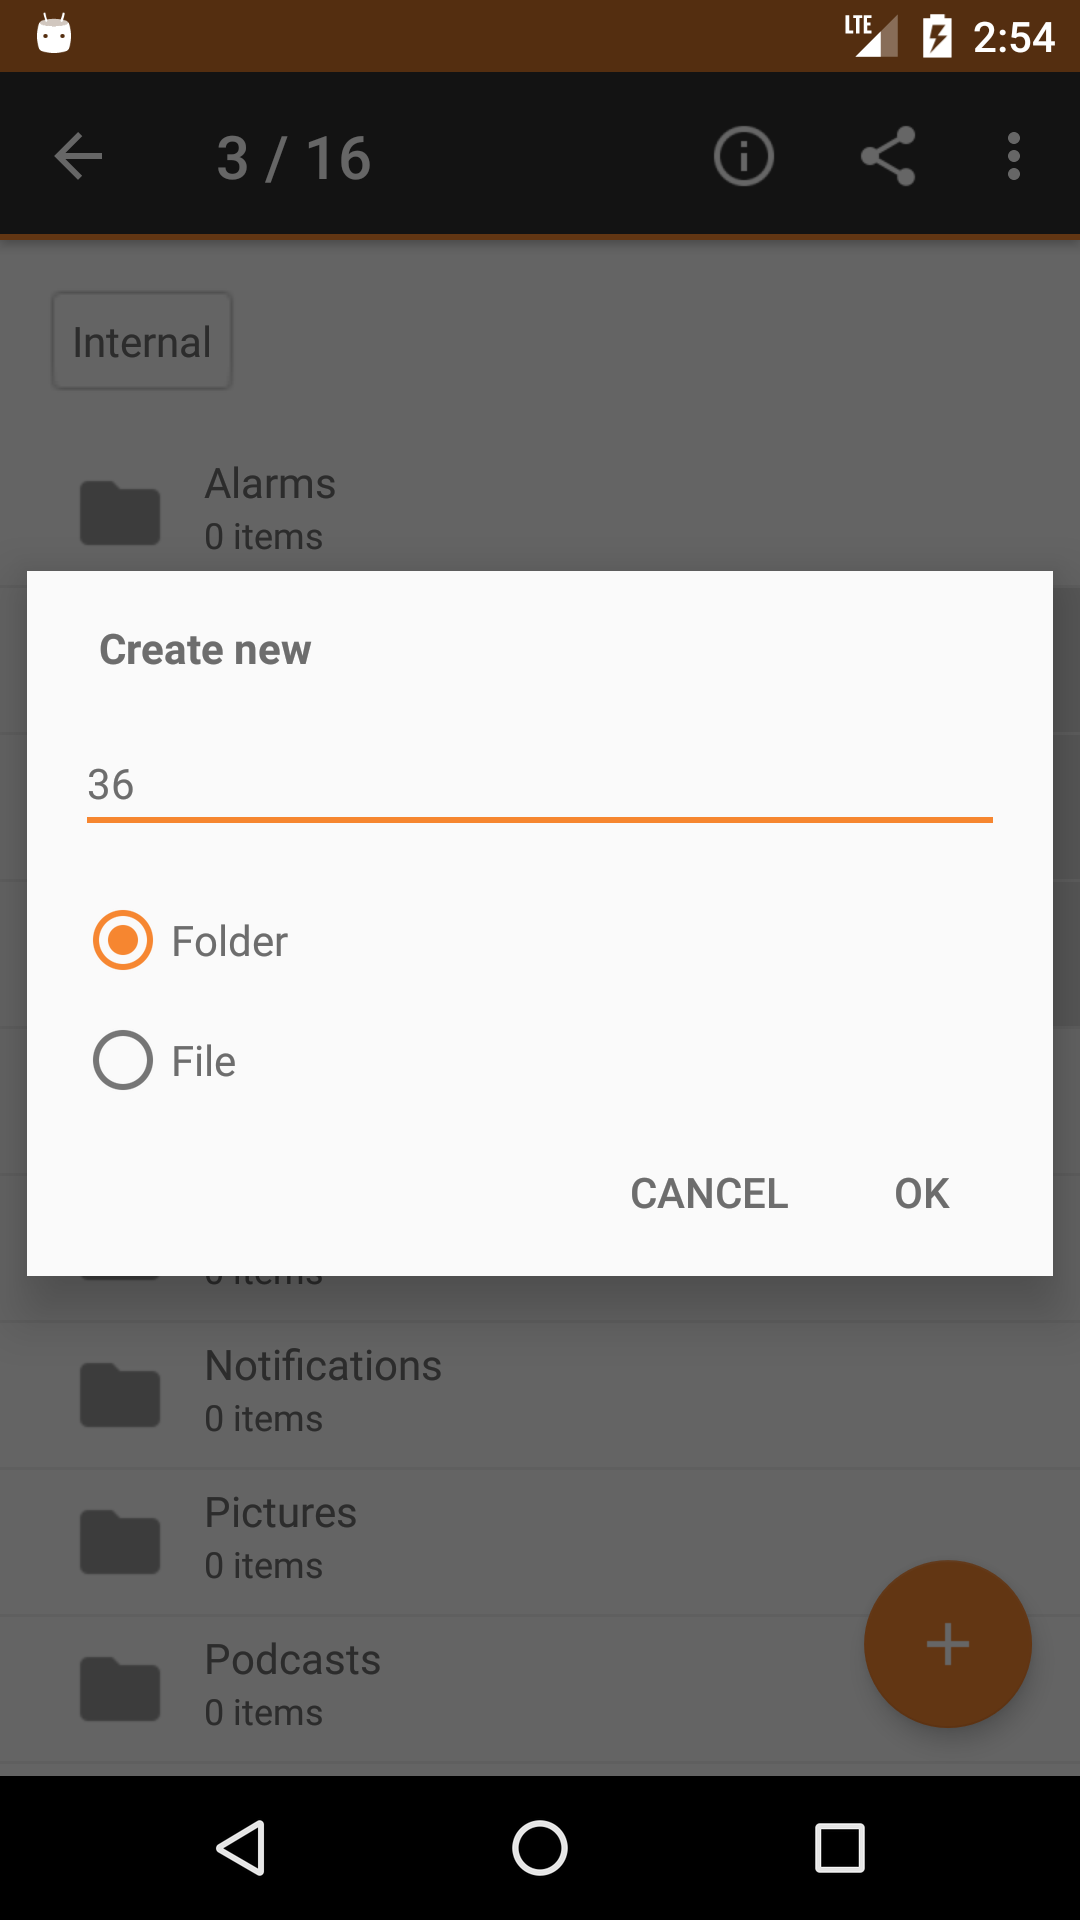 LTE 2:54
3 / 16
Internal
Alarms
0 items
Create new
36
Folder
File
CANCEL OK
0 items
Notifications
0 items
Pictures
0 items
Podcasts
0 items